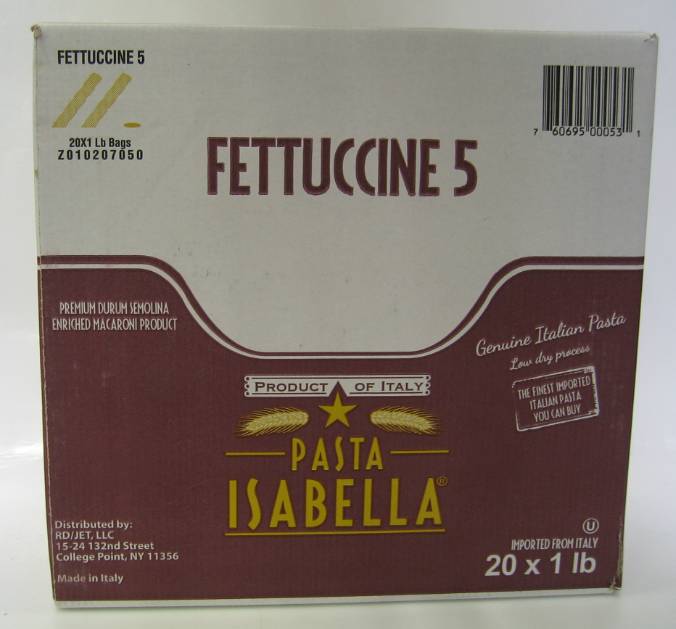 FETTUCCINE 5
20X1 Lb Bags
Z010207050
7 60695 00053 1
FETTUCCINE 5
PREMIUM DURUM SEMOLINA
ENRICHED MACARONI PRODUCT
Genuine Italian Pasta
Low dry process
THE FINEST IMPORTED
ITALIAN PASTA
YOU CAN BUY
PRODUCT OF ITALY
PASTA
ISABELLA®
Distributed by:
RD/JET, LLC
15-24 132nd Street
College Point, NY 11356
Made in Italy
U
IMPORTED FROM ITALY
20 x 1 lb